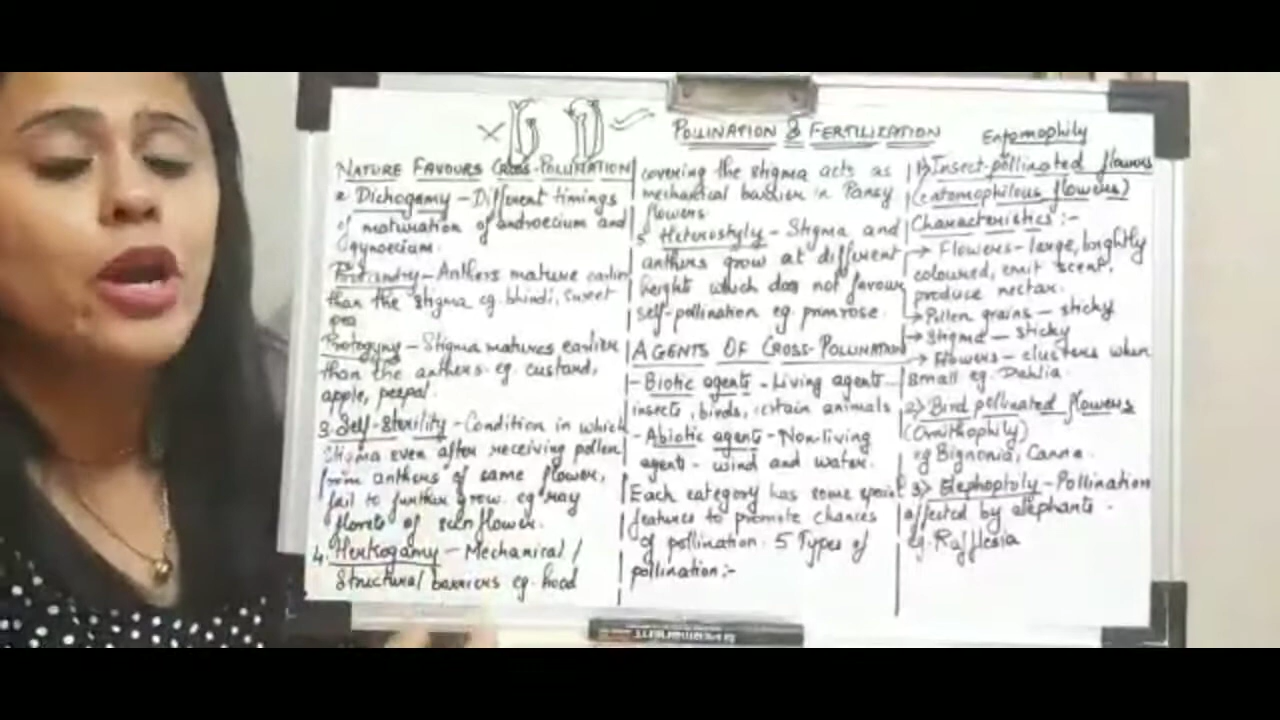 POLLINATION & FERTILIZATION
NATURE FAVOURS CROSS-POLLINATION
2. Dichogamy - Different timings
of maturation of androecium and
gynoecium.
Protandry - Anthers mature earlier
than the stigma eg. bhindi, sweet
pea
Protogyny - Stigma matures earlier
than the anthers. eg. custard,
apple, peepal.
3. Self-Sterility - Condition in which
Stigma even after receiving pollen
from anthers of same flower,
fail to further grow. eg ray
florets of sunflower.
4. Herkogamy - Mechanical /
Structural barriers eg. hood
covering the stigma acts as
mechanical barrier in Pansy
flowers.
5. Heterostyly - Stigma and
anthers grow at different
height which does not favour
self-pollination eg. primrose.
AGENTS OF CROSS-POLLINATION
- Biotic agents - Living agents
insects, birds, certain animals
- Abiotic agent - Non-living
agent - wind and water.
Each category has some special
features to promote chances
of pollination. 5 Types of
pollination:-
Entomophily
1) Insect-pollinated flowers
(entomophilous flowers)
Characteristics:-
→ Flowers - large, brightly
coloured, emit scent,
produce nectar.
→ Pollen grains - sticky
→ Stigma - sticky
→ Flowers - clusters when
small eg. Dahlia.
2) Bird pollinated flowers
(Ornithophily)
eg Bignonia, Canna.
3) Elephophily - Pollination
affected by elephants.
eg. Rafflesia